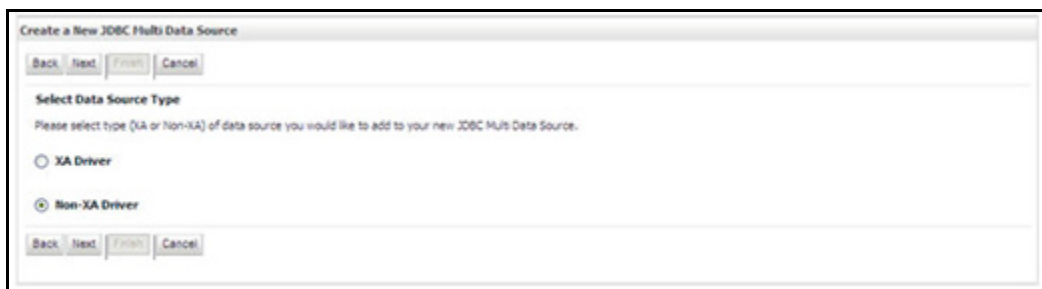 Create a New JDBC Multi Data Source
Back Next Finish Cancel
Select Data Source Type
Please select type (XA or Non-XA) of data source you would like to add to your new JDBC Multi Data Source.
XA Driver
Non-XA Driver
Back Next Finish Cancel